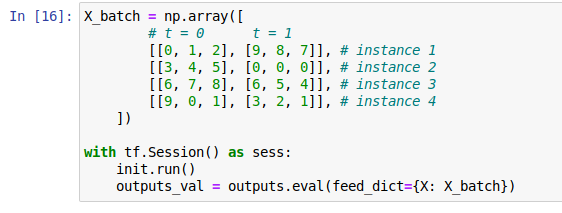 In [16]: X_batch = np.array([
        # t = 0      t = 1
        [[0, 1, 2], [9, 8, 7]], # instance 1
        [[3, 4, 5], [0, 0, 0]], # instance 2
        [[6, 7, 8], [6, 5, 4]], # instance 3
        [[9, 0, 1], [3, 2, 1]], # instance 4
    ])
with tf.Session() as sess:
    init.run()
    outputs_val = outputs.eval(feed_dict={X: X_batch})